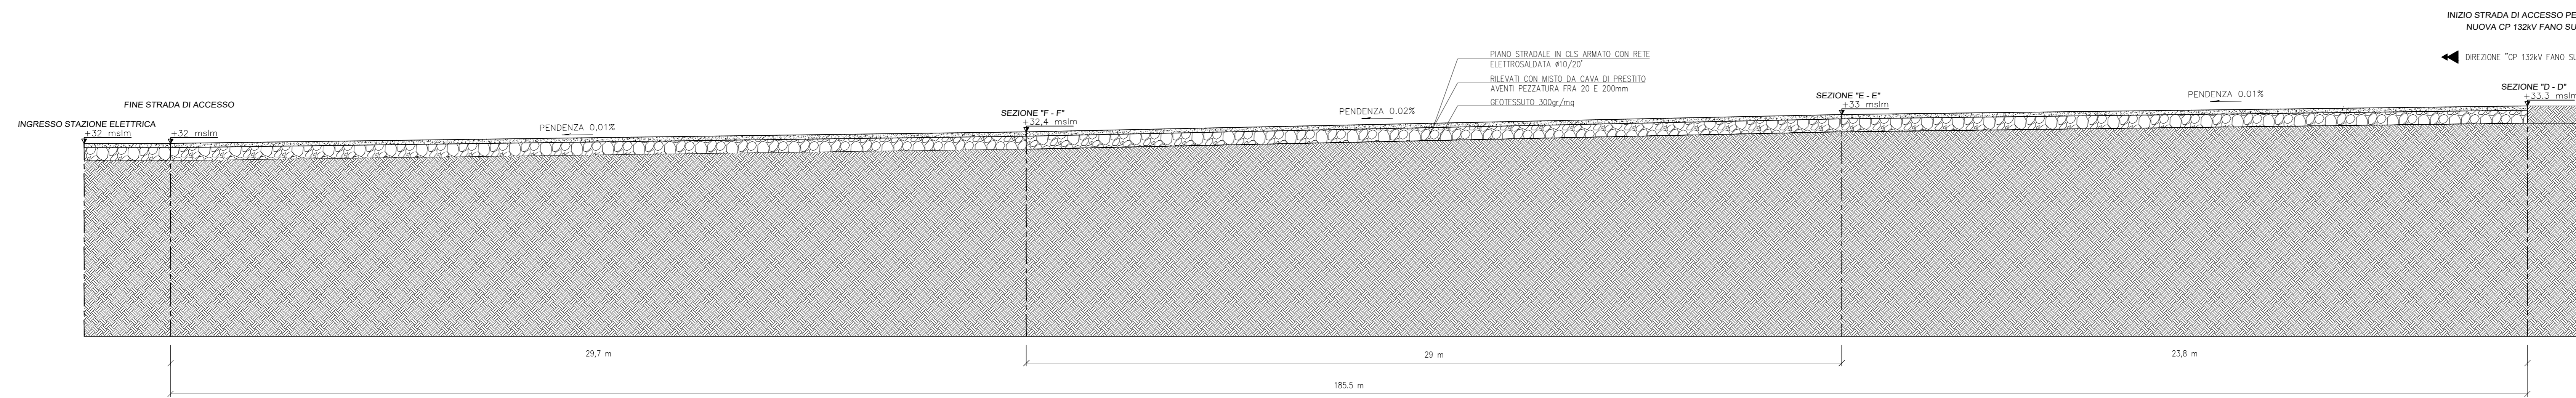 INIZIO STRADA DI ACCESSO PE
NUOVA CP 132kV FANO SU
DIREZIONE "CP 132kV FANO SU
PIANO STRADALE IN CLS ARMATO CON RETE
ELETTROSALDATA Ø10/20'
RILEVATI CON MISTO DA CAVA DI PRESTITO
AVENTI PEZZATURA FRA 20 E 200mm
GEOTESSUTO 300gr/mq
FINE STRADA DI ACCESSO
INGRESSO STAZIONE ELETTRICA
+32 mslm
+32 mslm
PENDENZA 0,01%
SEZIONE "F - F"
+32,4 mslm
PENDENZA 0.02%
SEZIONE "E - E"
+33 mslm
PENDENZA 0.01%
SEZIONE "D - D"
+33.3 mslm
29,7 m
29 m
23,8 m
185.5 m